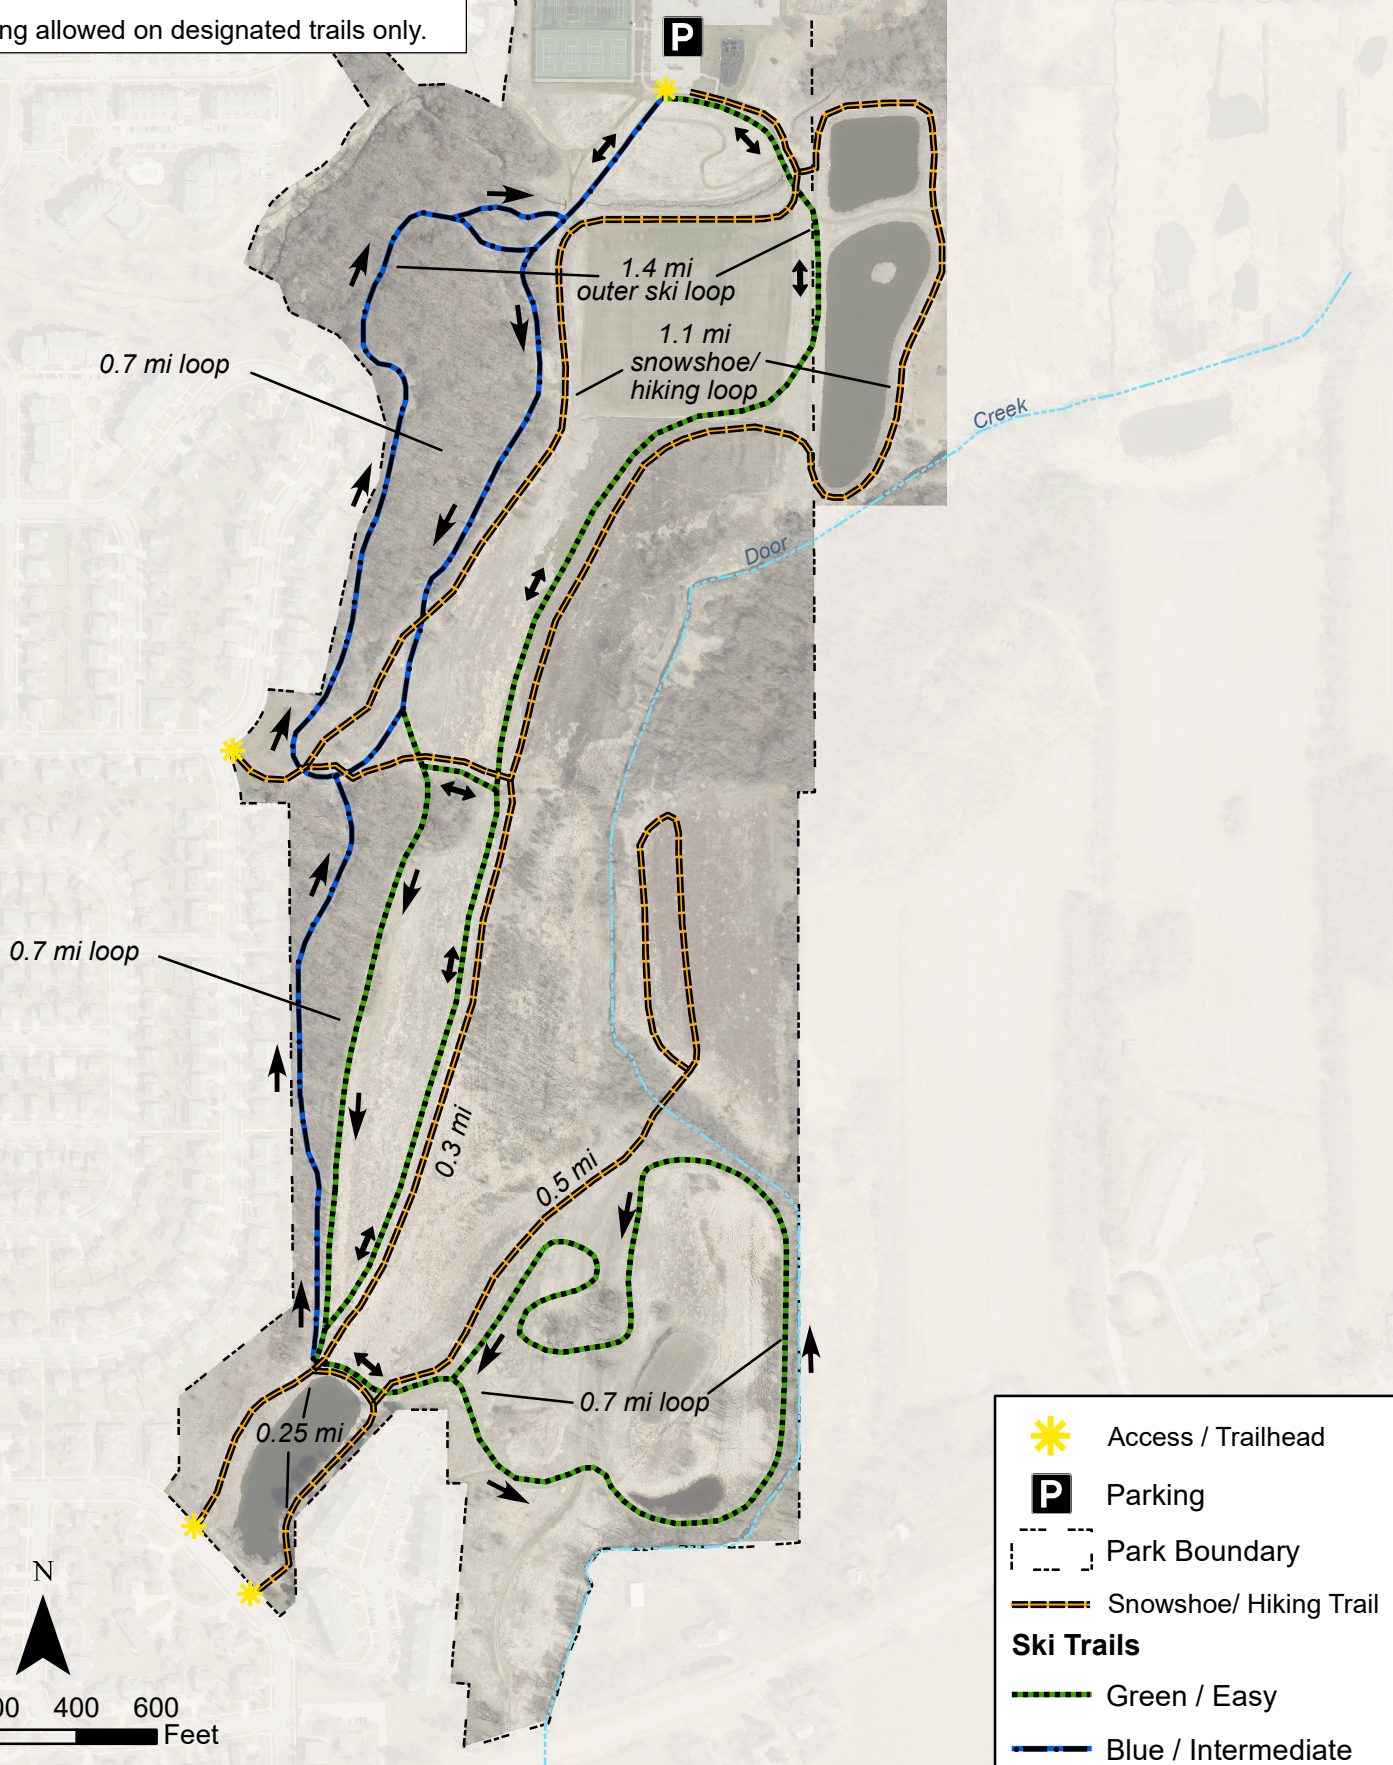 ng allowed on designated trails only.
P
1.4 mi
outer ski loop
1.1 mi
snowshoe/
hiking loop
0.7 mi loop
Creek
Door
0.7 mi loop
0.3 mi
0.5 mi
0.7 mi loop
0.25 mi
N
400 600
Feet
Access / Trailhead
P Parking
Park Boundary
Snowshoe/ Hiking Trail
Ski Trails
Green / Easy
Blue / Intermediate